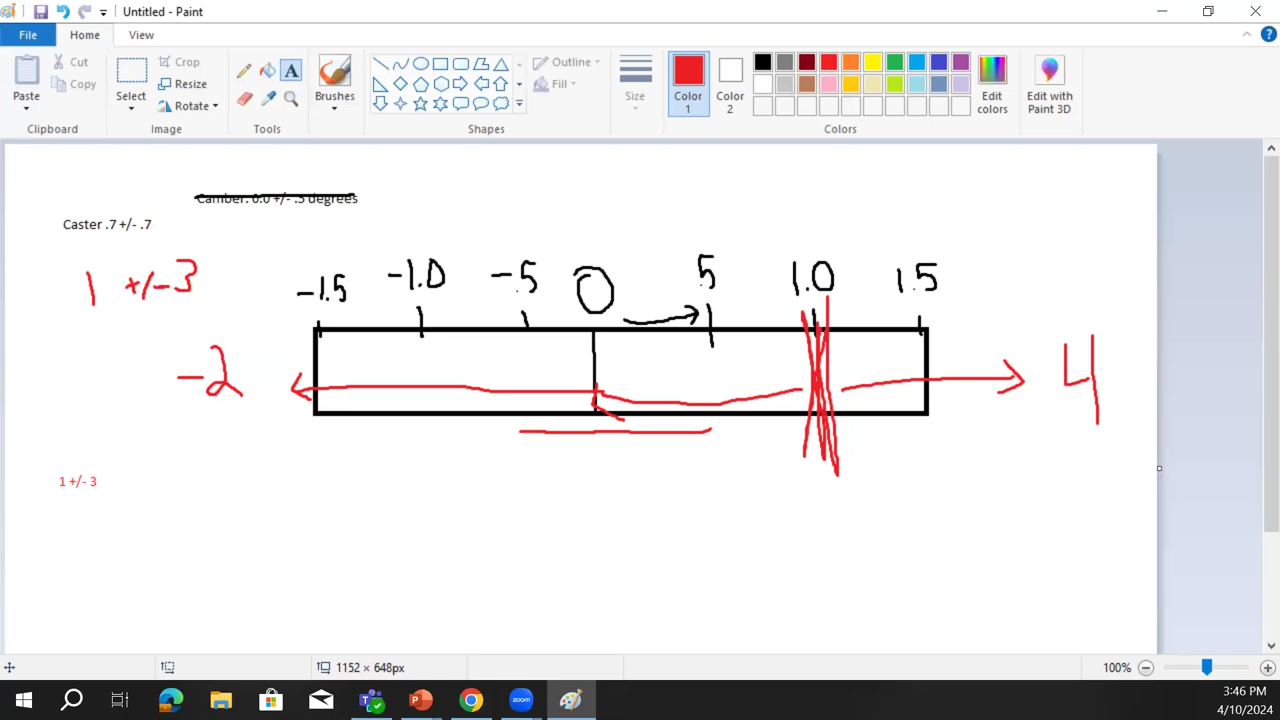 Untitled - Paint
File Home View
Paste Cut Copy
Clipboard
Select Crop Resize Rotate
Image
Tools
Brushes
Outline Fill
Shapes
Size
Color 1 Color 2
Edit colors
Edit with Paint 3D
Colors
Camber: 0.0 +/- .5 degrees
Caster .7 +/- .7
1 +/- 3
-1.5 -1.0 -.5 0 .5 1.0 1.5
-2
4
1 +/- 3
1152 × 648px
100%
zoom
3:46 PM
4/10/2024